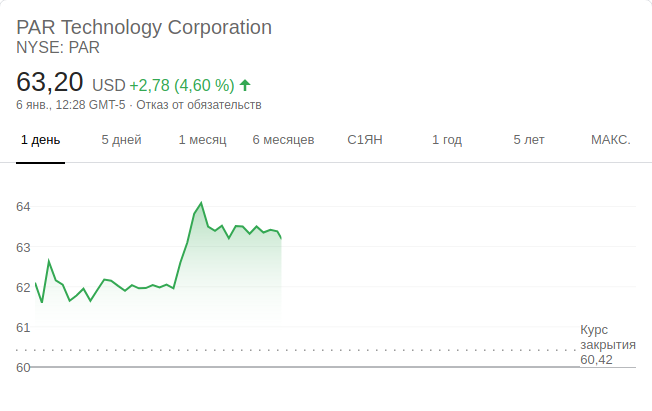 PAR Technology Corporation
NYSE: PAR
63,20 USD +2,78 (4,60 %)
6 янв., 12:28 GMT-5 · Отказ от обязательств
1 день 5 дней 1 месяц 6 месяцев С1ЯН 1 год 5 лет МАКС.
64
63
62
61
60
Курс
закрытия
60,42